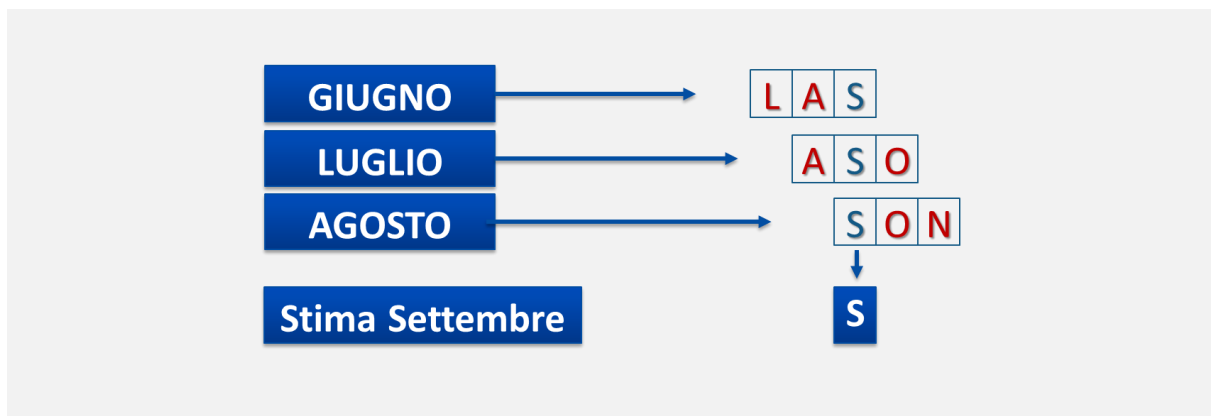 GIUGNO L A S
LUGLIO A S O
AGOSTO S O N
Stima Settembre S